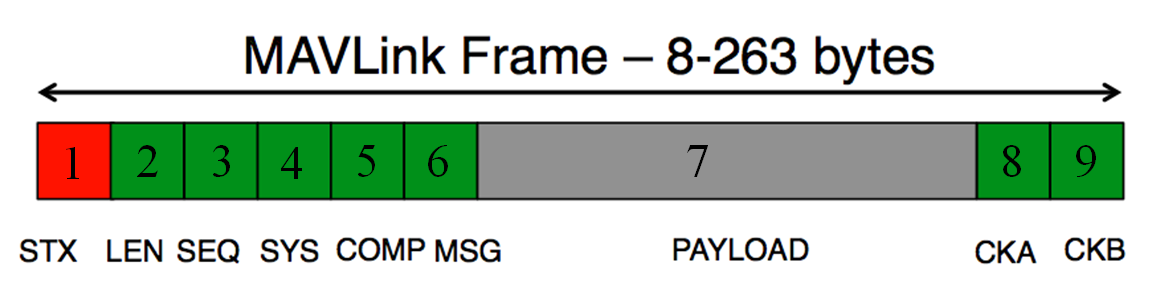 MAVLink Frame – 8-263 bytes
1 2 3 4 5 6 7 8 9
STX LEN SEQ SYS COMP MSG PAYLOAD CKA CKB